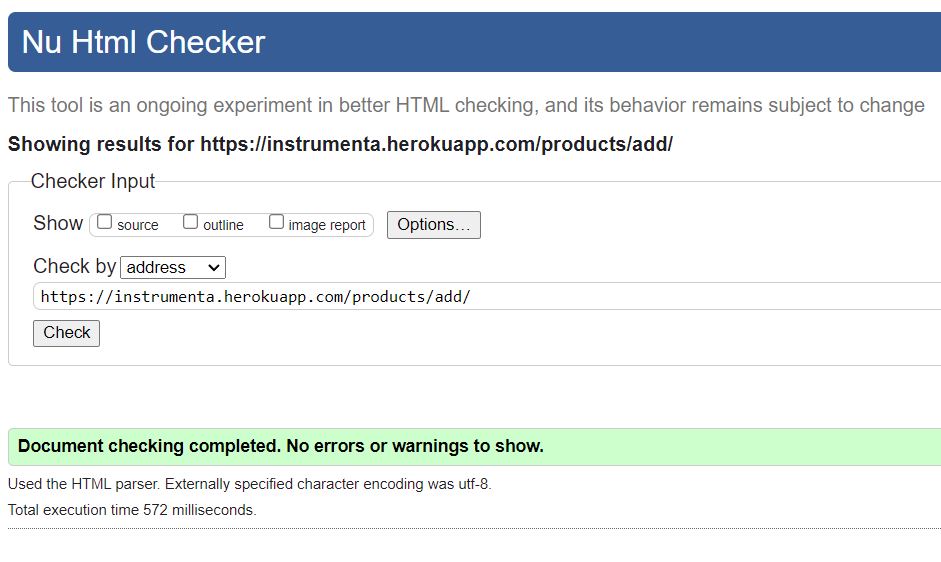 Nu Html Checker
This tool is an ongoing experiment in better HTML checking, and its behavior remains subject to change
Showing results for https://instrumenta.herokuapp.com/products/add/
Checker Input
Show source outline image report Options...
Check by address
https://instrumenta.herokuapp.com/products/add/
Check
Document checking completed. No errors or warnings to show.
Used the HTML parser. Externally specified character encoding was utf-8.
Total execution time 572 milliseconds.